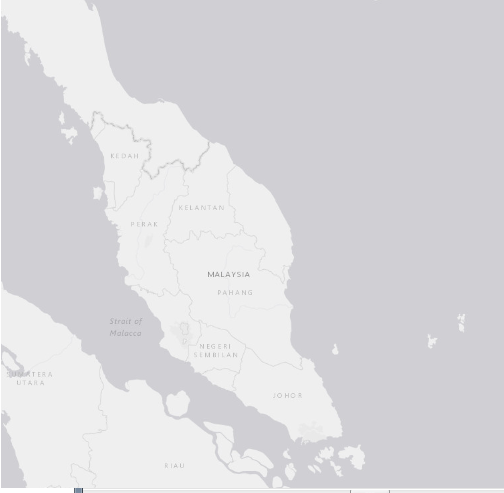 KEDAH
KELANTAN
PERAK
MALAYSIA
PAHANG
Strait of
Malacca
NEGERI
SEMBILAN
SUMATERA
UTARA
JOHOR
RIAU